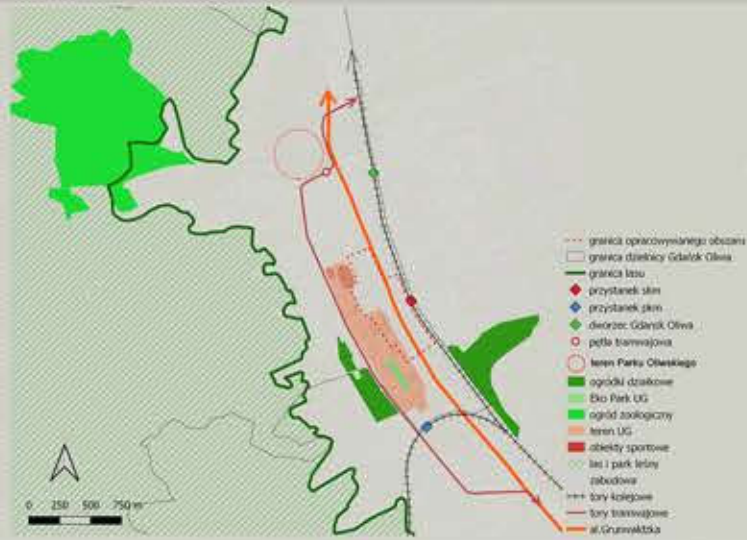 granica opracowywanego obszaru
granica dzielnicy Gdańsk Oliwa
granica lasu
przystanek skm
przystanek pkm
dworzec Gdańsk Oliwa
pętla tramwajowa
teren Parku Oliwskiego
ogródki działkowe
Eko Park UG
ogród zoologiczny
teren UG
obiekty sportowe
las i park leśny
zabudowa
tory kolejowe
tory tramwajowe
al.Grunwaldzka
0 250 500 750 m